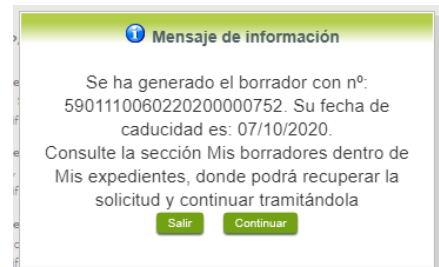 Mensaje de información
Se ha generado el borrador con nº:
5901110060220200000752. Su fecha de
caducidad es: 07/10/2020.
Consulte la sección Mis borradores dentro de
Mis expedientes, donde podrá recuperar la
solicitud y continuar tramitándola
Salir Continuar